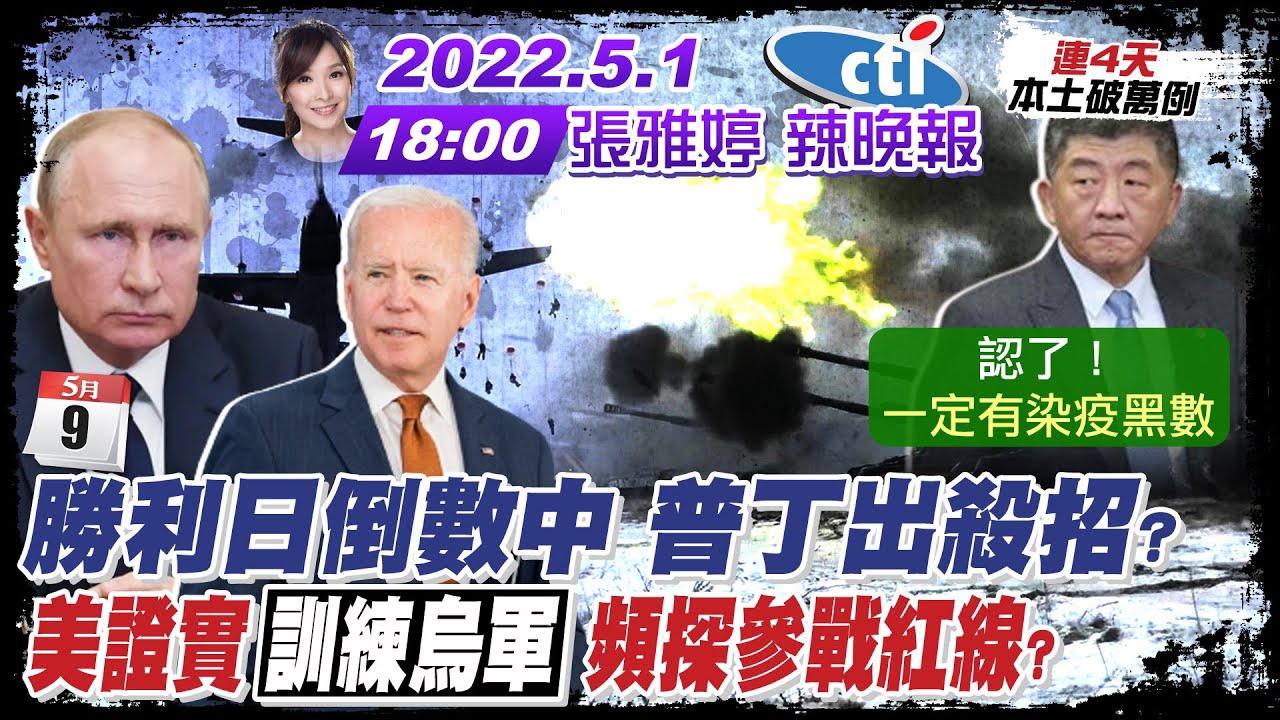 2022.5.1
cti
連4天
本土破萬例
18:00 張雅婷 辣晚報
5月
9
認了！
一定有染疫黑數
勝利日倒數中 普丁出殺招?
美證實 訓練烏軍 頻探參戰紅線?